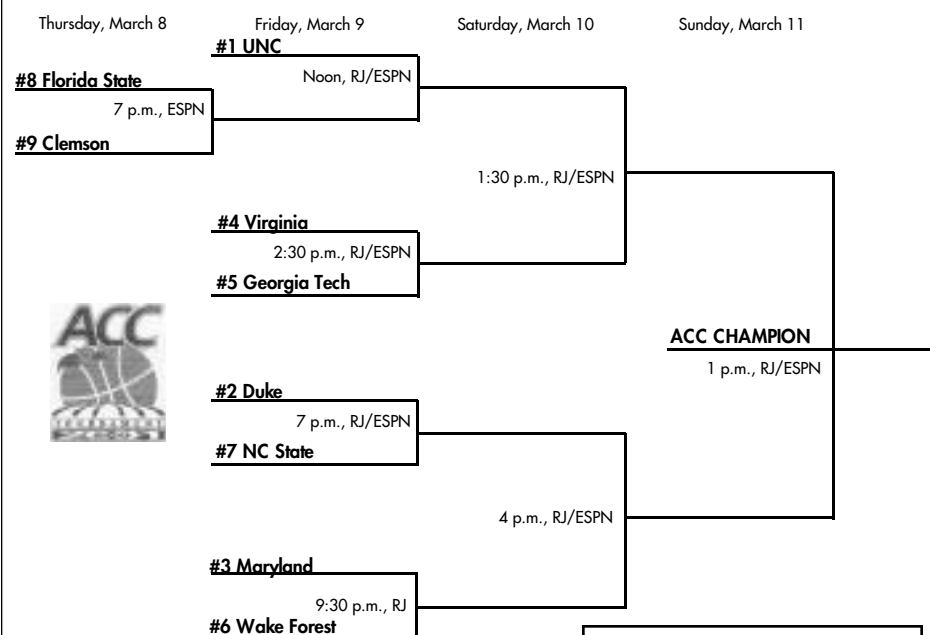 Thursday, March 8
Friday, March 9
Saturday, March 10
Sunday, March 11
#1 UNC
Noon, RJ/ESPN
#8 Florida State
7 p.m., ESPN
#9 Clemson
1:30 p.m., RJ/ESPN
#4 Virginia
2:30 p.m., RJ/ESPN
#5 Georgia Tech
ACC
TOURNAMENT
ACC CHAMPION
1 p.m., RJ/ESPN
#2 Duke
7 p.m., RJ/ESPN
#7 NC State
4 p.m., RJ/ESPN
#3 Maryland
9:30 p.m., RJ
#6 Wake Forest